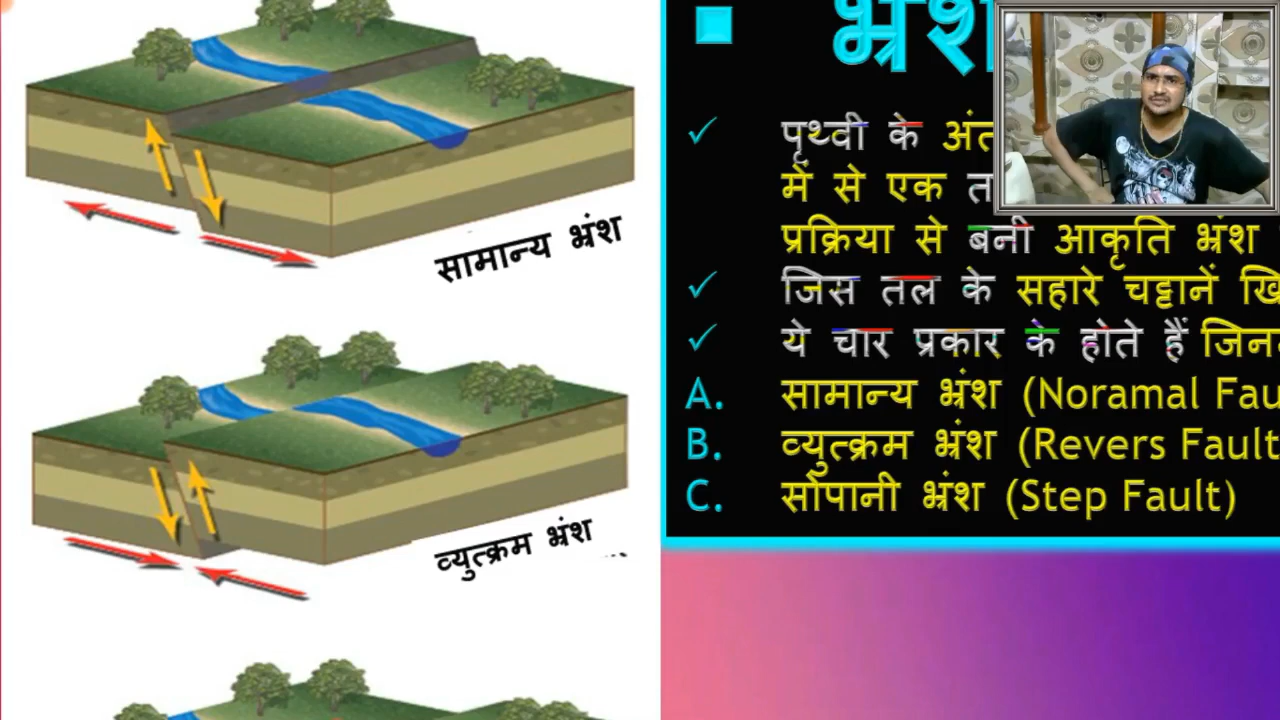 सामान्य भ्रंश
व्युत्क्रम भ्रंश
पृथ्वी के
में से एक
प्रक्रिया से बनी आकृति भ्रंश
जिस तल के सहारे चट्टानें
ये चार प्रकार के होते हैं
A. सामान्य भ्रंश (Noramal
B. व्युत्क्रम भ्रंश (Revers Fault
C. सोपानी भ्रंश (Step Fault)